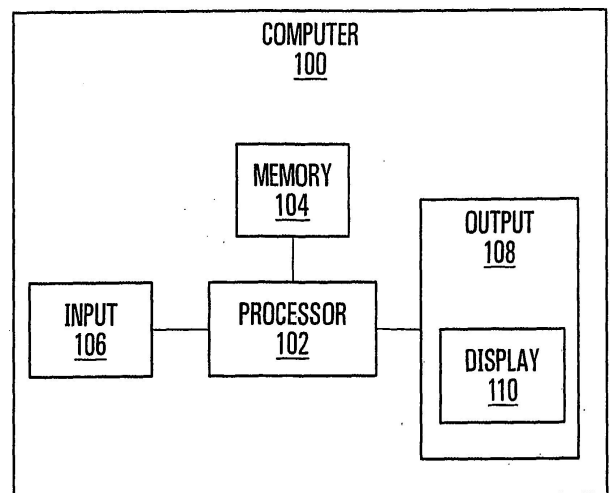 COMPUTER
100
MEMORY
104
OUTPUT
108
INPUT
106
PROCESSOR
102
DISPLAY
110